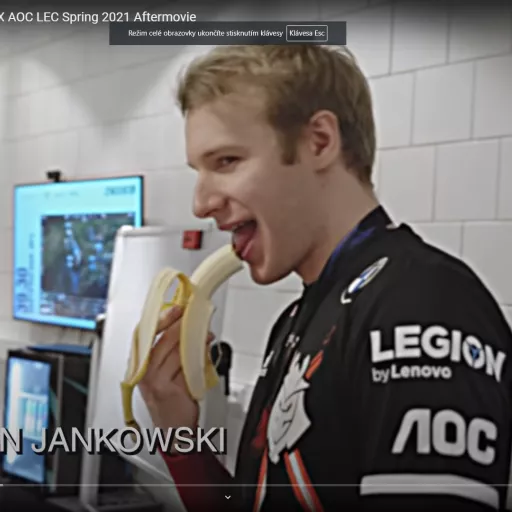 X AOC LEC Spring 2021 Aftermovie
Režim celé obrazovky ukončíte stisknutím klávesy Klávesa Esc
LEGION
by Lenovo
AOC
N JANKOWSKI